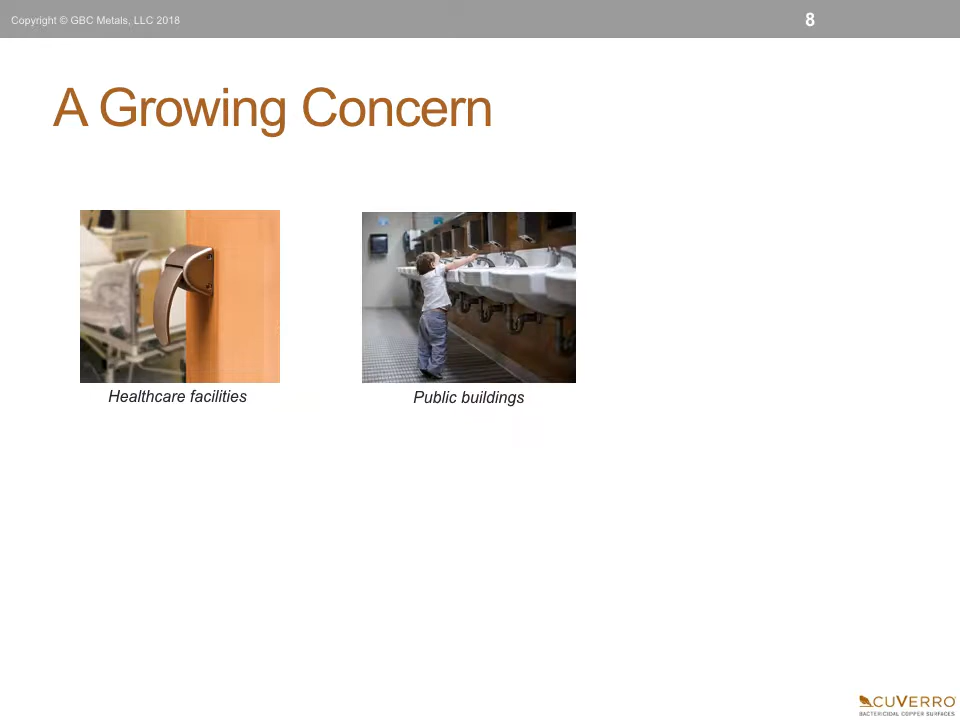 Copyright © GBC Metals, LLC 2018
8
A Growing Concern
Healthcare facilities
Public buildings
CUVERRO
BACTERICIDAL COPPER SURFACES